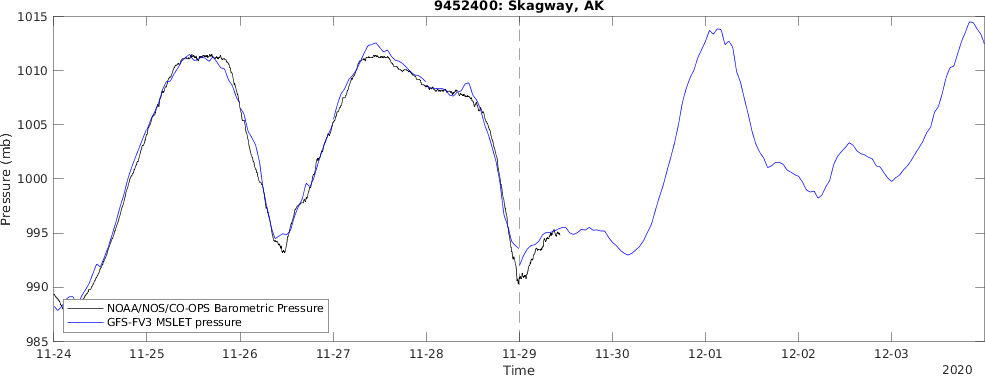 9452400: Skagway, AK
1015
1010
1005
1000
995
990
985
Pressure (mb)
NOAA/NOS/CO-OPS Barometric Pressure
GFS-FV3 MSLET pressure
11-24 11-25 11-26 11-27 11-28 11-29 11-30 12-01 12-02 12-03
Time
2020